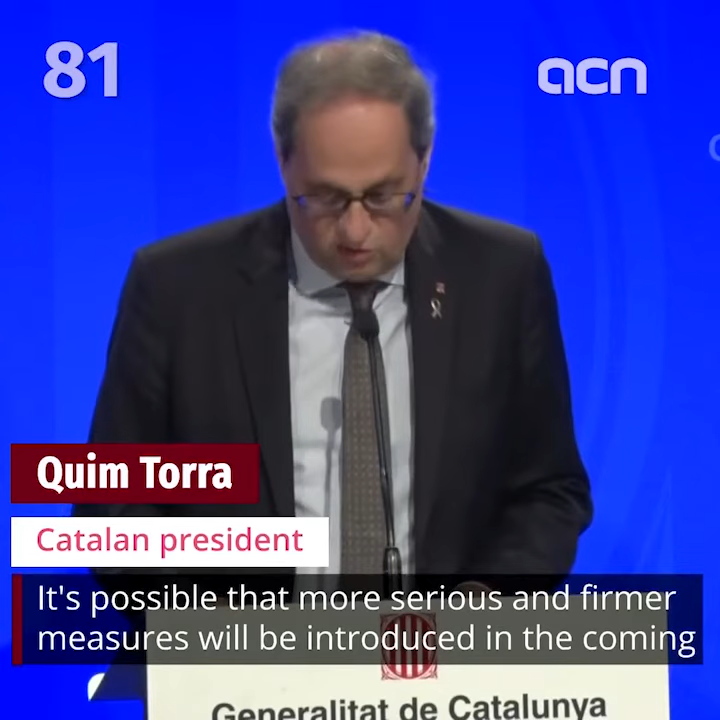 81
acn
Quim Torra
Catalan president
It's possible that more serious and firmer
measures will be introduced in the coming
Generalitat de Catalunya